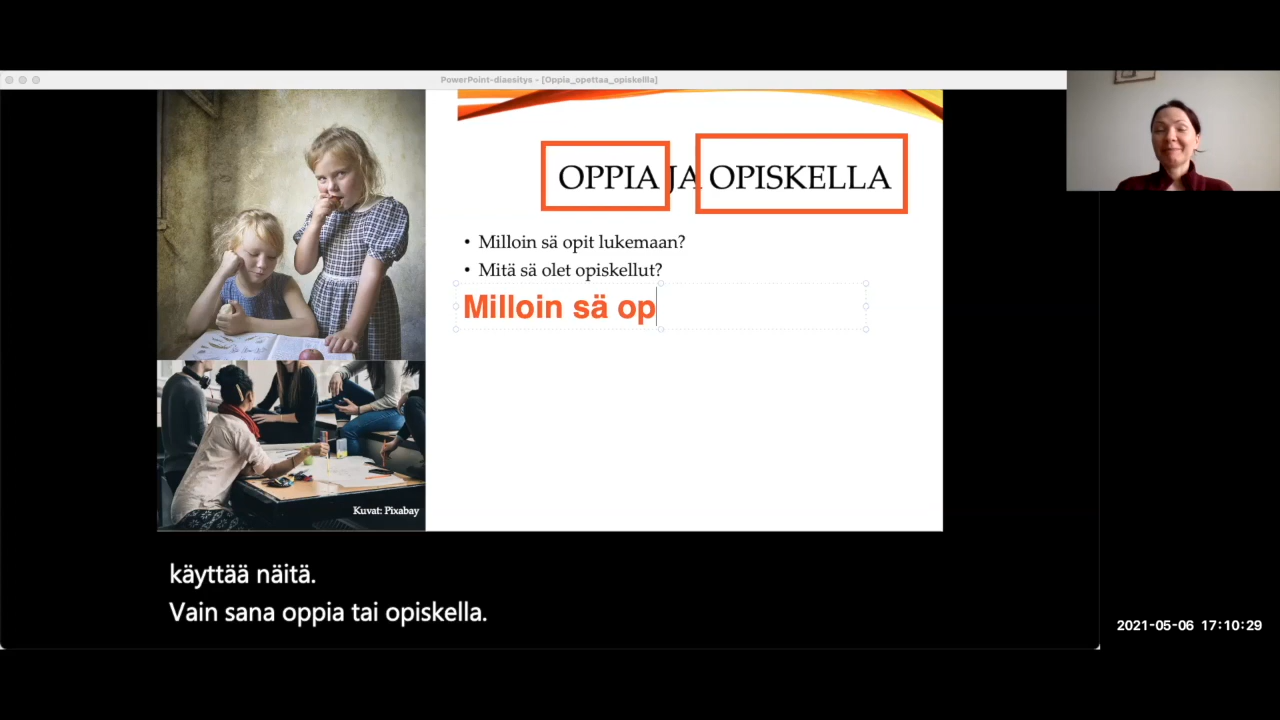 PowerPoint-diaesitys - [Oppia_opettaa_opiskellla]
OPPIA JA OPISKELLA
• Milloin sä opit lukemaan?
• Mitä sä olet opiskellut?
Milloin sä op
Kuvat: Pixabay
käyttää näitä.
Vain sana oppia tai opiskella.
2021-05-06 17:10:29